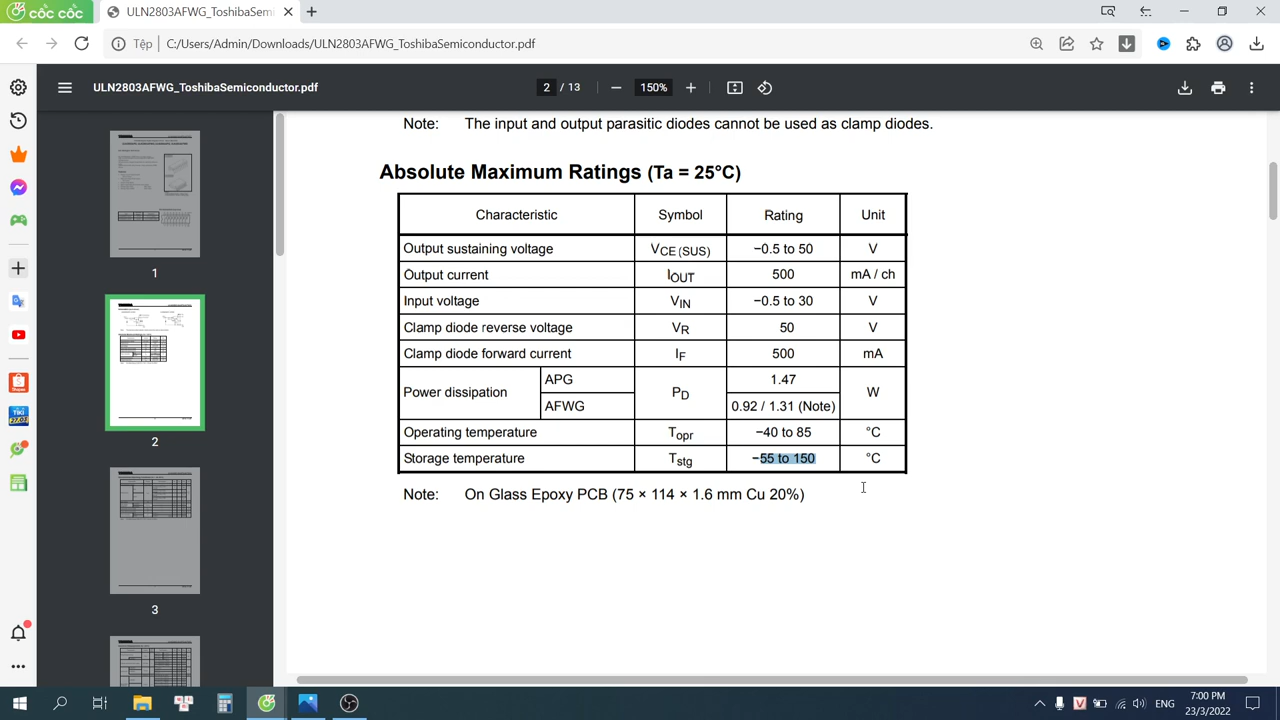 cốc cốc
ULN2803AFWG_ToshibaSemi
Tệp
C:/Users/Admin/Downloads/ULN2803AFWG_ToshibaSemiconductor.pdf
ULN2803AFWG_ToshibaSemiconductor.pdf
2 / 13
150%
Note: The input and output parasitic diodes cannot be used as clamp diodes.
Absolute Maximum Ratings (Ta = 25°C)
Characteristic Symbol Rating Unit
Output sustaining voltage VCE (SUS) −0.5 to 50 V
Output current IOUT 500 mA / ch
Input voltage VIN −0.5 to 30 V
Clamp diode reverse voltage VR 50 V
Clamp diode forward current IF 500 mA
Power dissipation APG PD 1.47 W
AFWG 0.92 / 1.31 (Note)
Operating temperature Topr −40 to 85 °C
Storage temperature Tstg −55 to 150 °C
Note: On Glass Epoxy PCB (75 × 114 × 1.6 mm Cu 20%)
1
2
3
ENG
7:00 PM
23/3/2022